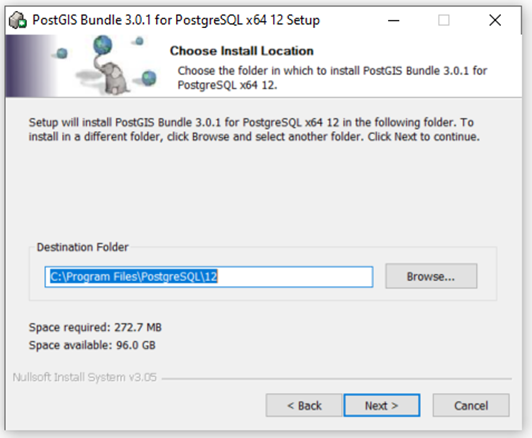 PostGIS Bundle 3.0.1 for PostgreSQL x64 12 Setup
Choose Install Location
Choose the folder in which to install PostGIS Bundle 3.0.1 for
PostgreSQL x64 12.
Setup will install PostGIS Bundle 3.0.1 for PostgreSQL x64 12 in the following folder. To
install in a different folder, click Browse and select another folder. Click Next to continue.
Destination Folder
C:\Program Files\PostgreSQL\12
Browse...
Space required: 272.7 MB
Space available: 96.0 GB
Nullsoft Install System v3.05
< Back
Next >
Cancel